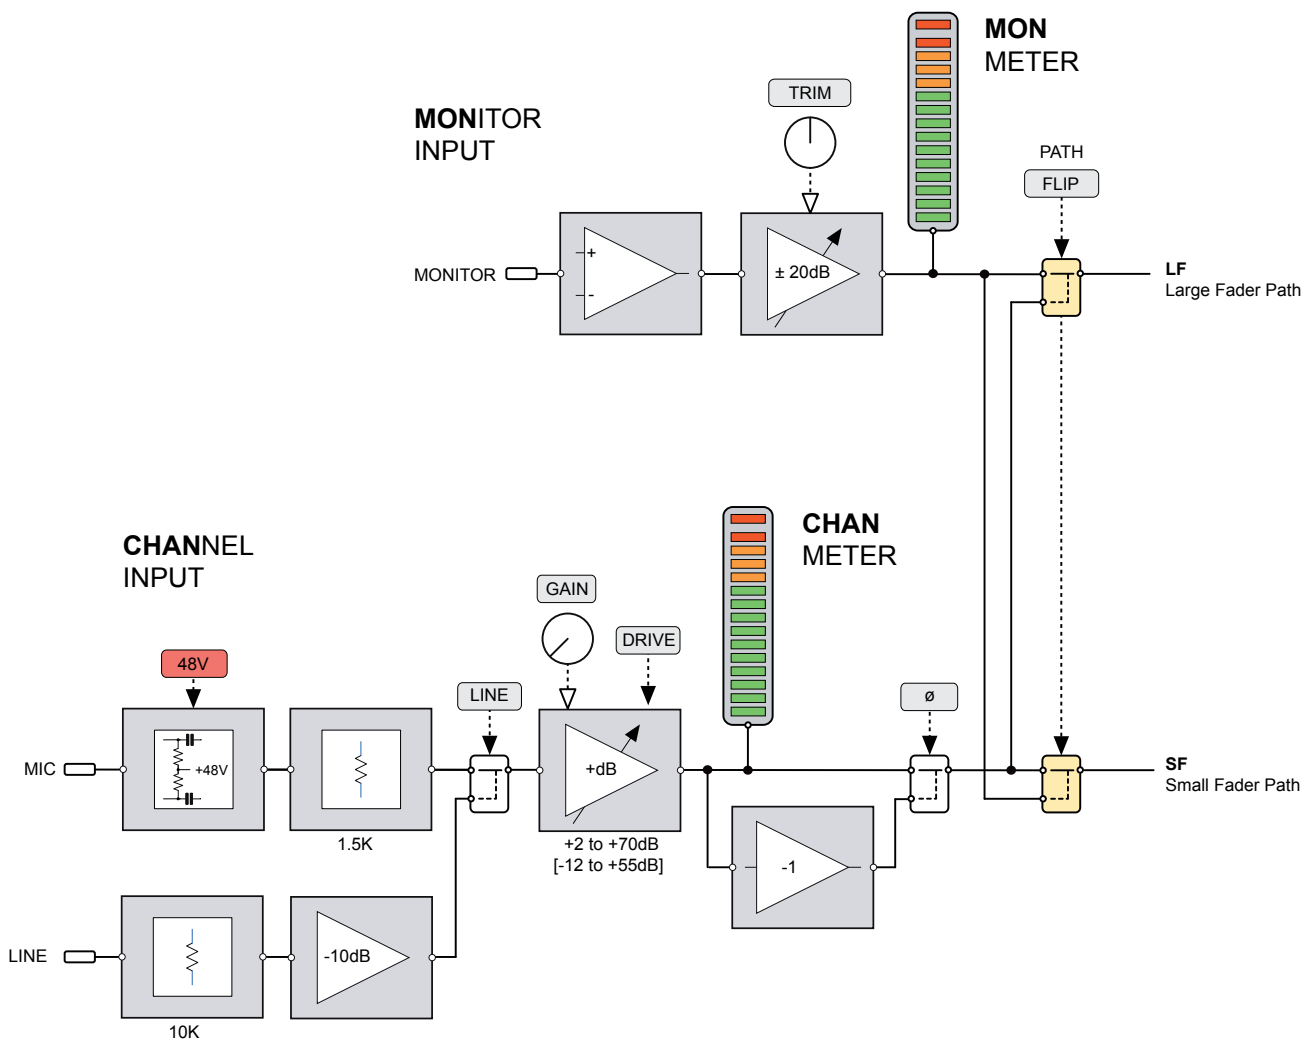 MON
METER
TRIM
MONITOR
INPUT
PATH
FLIP
MONITOR
+
-
± 20dB
LF
Large Fader Path
CHAN
METER
CHANNEL
INPUT
GAIN
DRIVE
48V
LINE
ø
MIC
+48V
+dB
SF
Small Fader Path
1.5K
+2 to +70dB
[-12 to +55dB]
-1
LINE
-10dB
10K